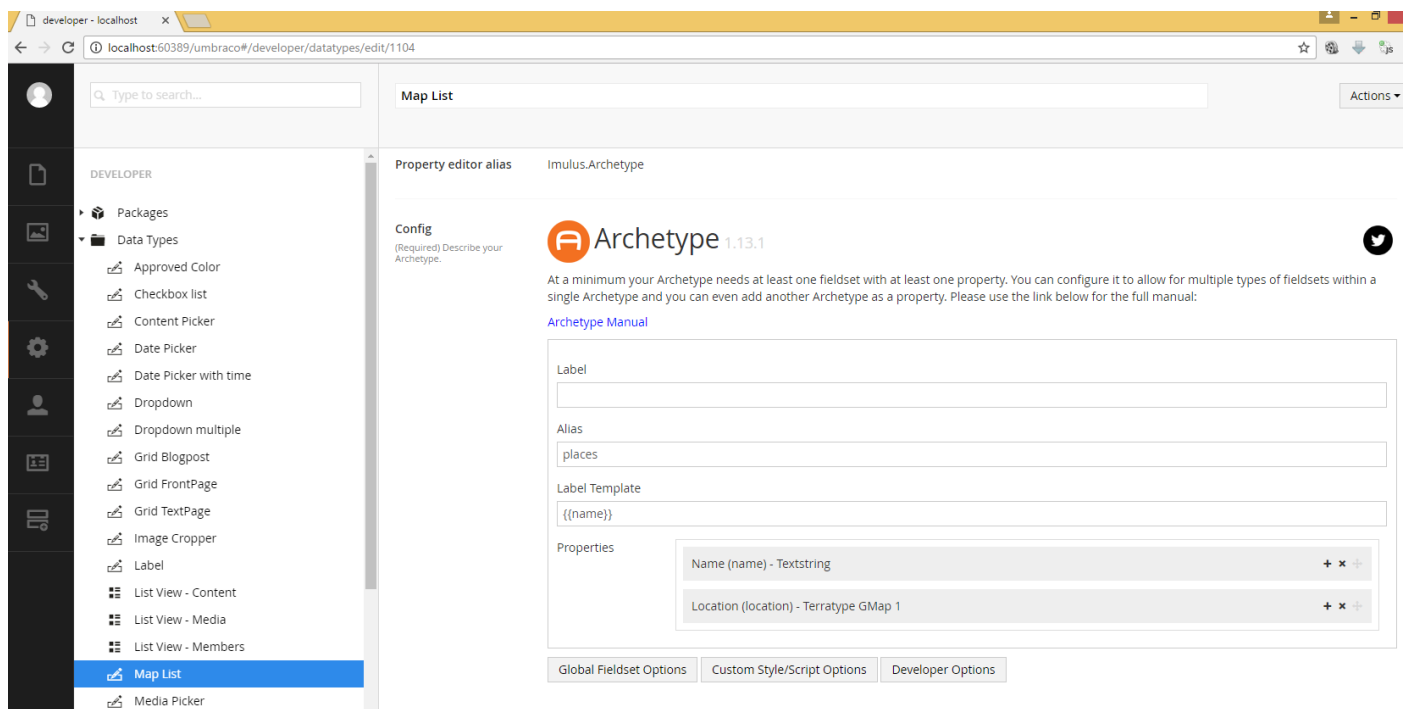 developer - localhost
localhost:60389/umbraco#/developer/datatypes/edit/1104
js
Type to search...
Map List
Actions
DEVELOPER
Packages
Data Types
Approved Color
Checkbox list
Content Picker
Date Picker
Date Picker with time
Dropdown
Dropdown multiple
Grid Blogpost
Grid FrontPage
Grid TextPage
Image Cropper
Label
List View - Content
List View - Media
List View - Members
Map List
Media Picker
Property editor alias
Imulus.Archetype
Config
(Required) Describe your
Archetype.
Archetype 1.13.1
At a minimum your Archetype needs at least one fieldset with at least one property. You can configure it to allow for multiple types of fieldsets within a
single Archetype and you can even add another Archetype as a property. Please use the link below for the full manual:
Archetype Manual
Label
Alias
places
Label Template
{{name}}
Properties
Name (name) - Textstring
Location (location) - Terratype GMap 1
Global Fieldset Options
Custom Style/Script Options
Developer Options